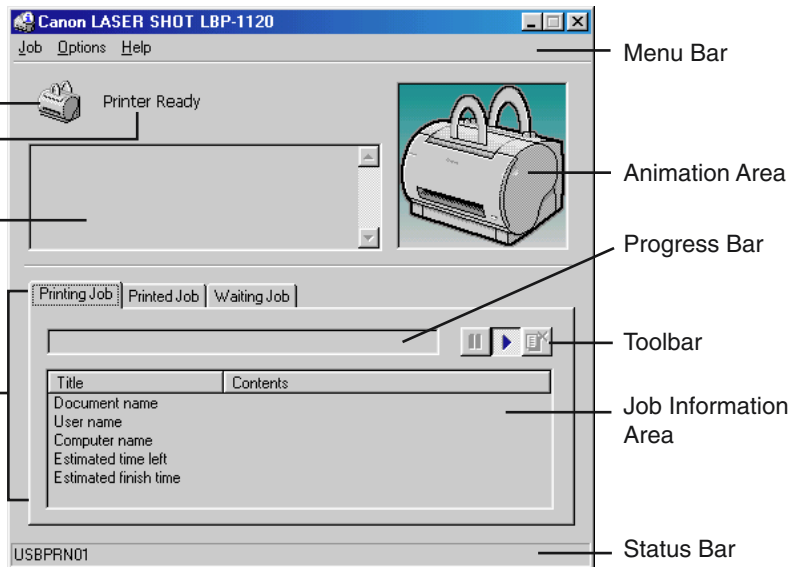 Canon LASER SHOT LBP-1120
Job Options Help
Menu Bar
Printer Ready
Animation Area
Progress Bar
Printing Job Printed Job Waiting Job
Toolbar
Title Contents
Document name
User name
Computer name
Estimated time left
Estimated finish time
Job Information
Area
USBPRN01
Status Bar